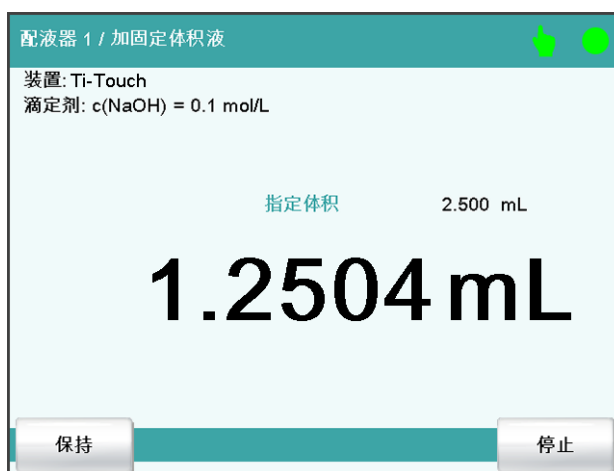 配液器 1 / 加固定体积液
装置: Ti-Touch
滴定剂: c(NaOH) = 0.1 mol/L
指定体积 2.500 mL
1.2504 mL
保持 停止